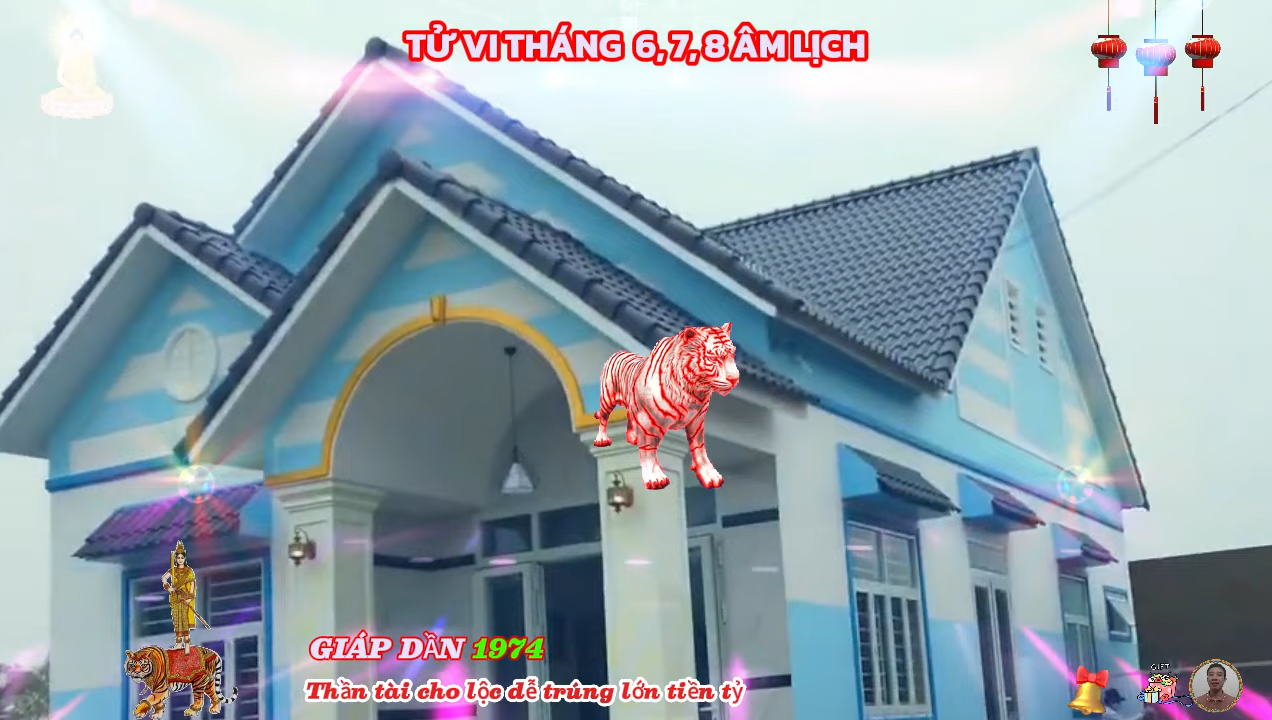 TỬ VI THÁNG 6, 7, 8 ÂM LỊCH
GIÁP DẦN 1974
Thần tài cho lộc dễ trúng lớn tiền tỷ
GIFT